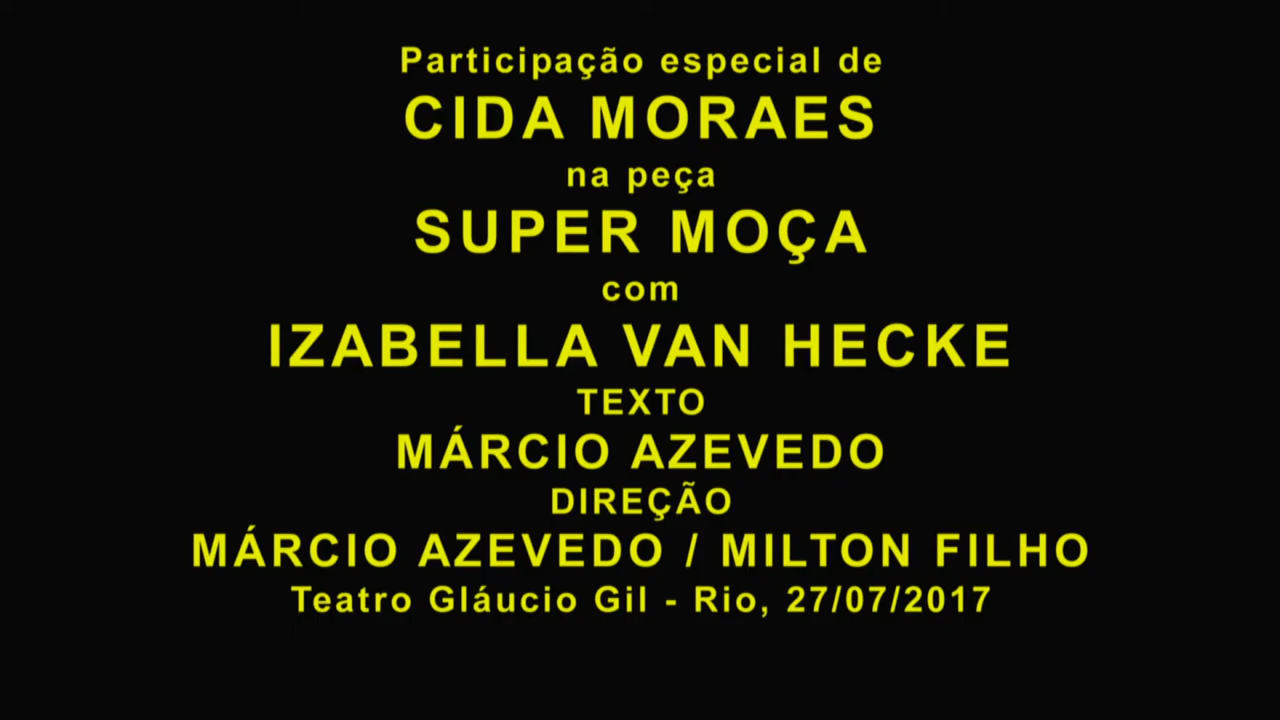 Participação especial de
CIDA MORAES
na peça
SUPER MOÇA
com
IZABELLA VAN HECKE
TEXTO
MÁRCIO AZEVEDO
DIREÇÃO
MÁRCIO AZEVEDO / MILTON FILHO
Teatro Gláucio Gil - Rio, 27/07/2017